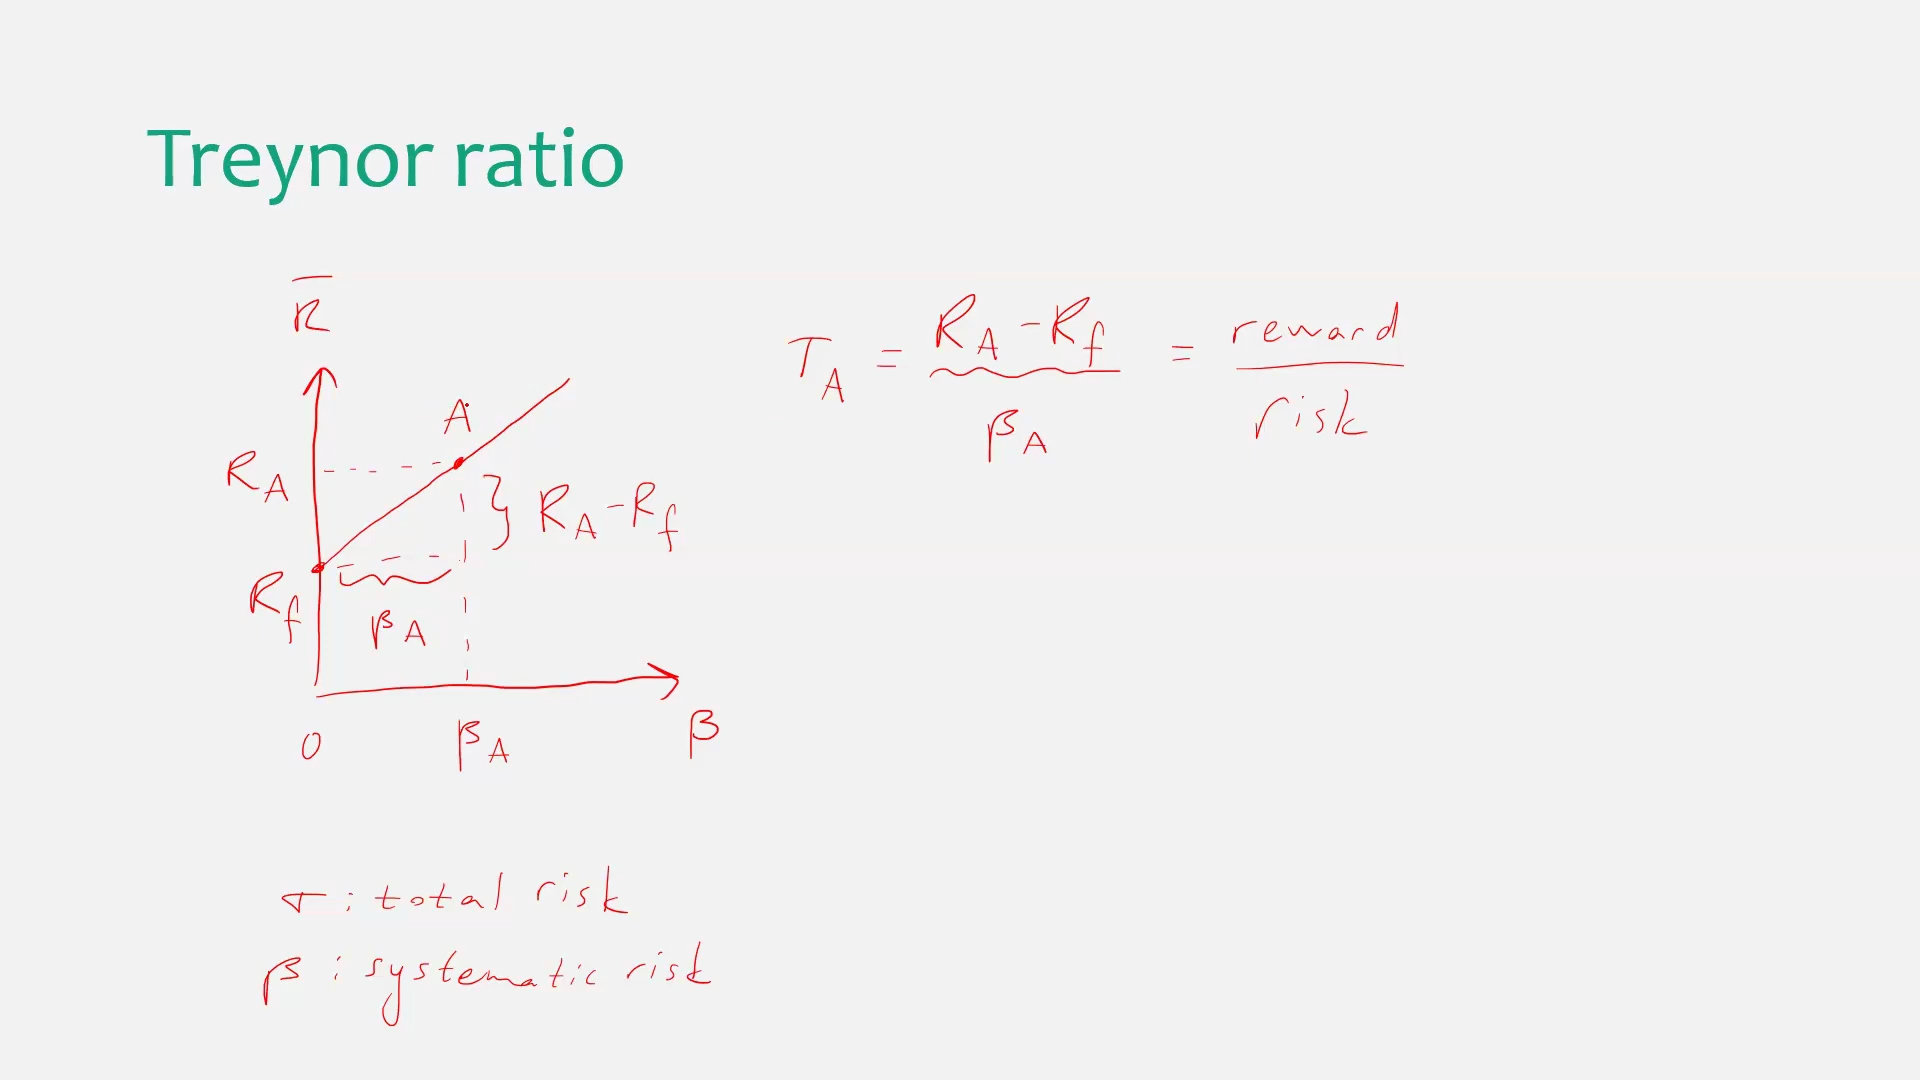 Treynor ratio
R̅
A
R_A
R_A - R_f
R_f
β_A
0
β_A
β
T_A = (R_A - R_f) / β_A = reward / risk
σ : total risk
β : systematic risk